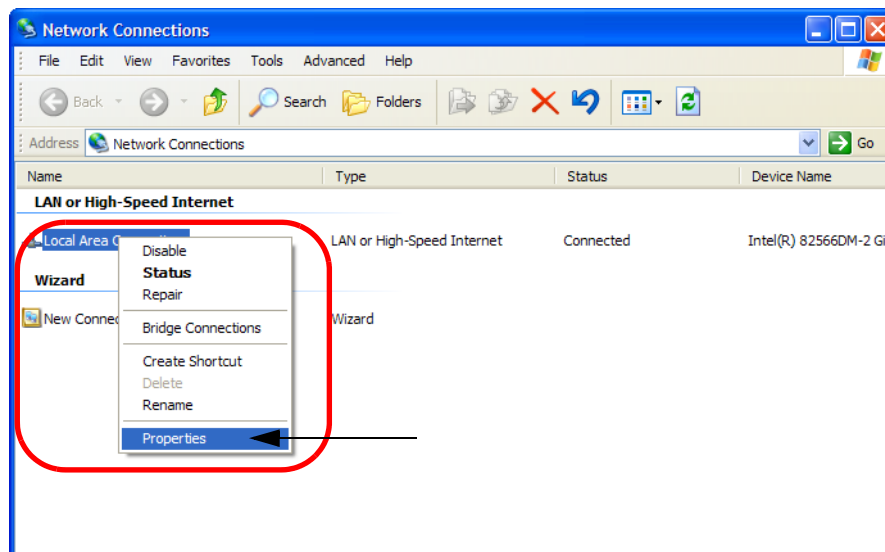 Network Connections
File Edit View Favorites Tools Advanced Help
Back Search Folders
Address Network Connections Go
Name Type Status Device Name
LAN or High-Speed Internet
Local Area LAN or High-Speed Internet Connected Intel(R) 82566DM-2
Wizard
New Wizard
Disable
Status
Repair
Bridge Connections
Create Shortcut
Delete
Rename
Properties